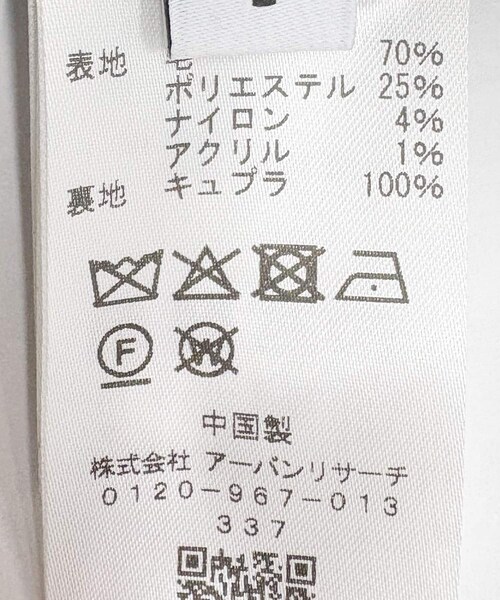 表地 毛 70%
ポリエステル 25%
ナイロン 4%
アクリル 1%
裏地 キュプラ 100%
F W
中国製
株式会社 アーバンリサーチ
0120-967-013
337